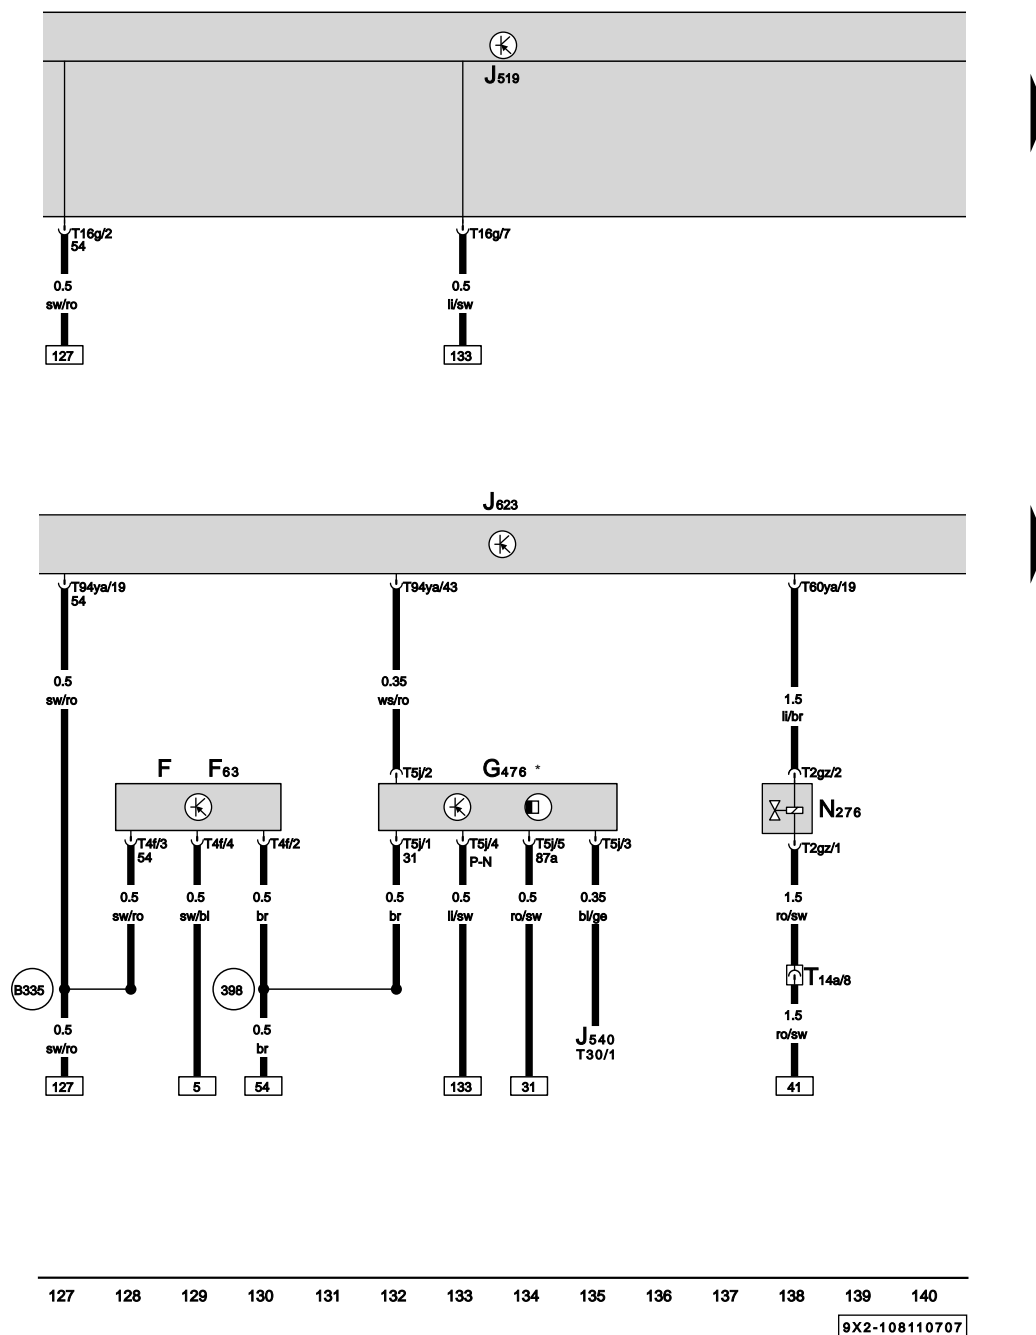 J519
T16g/2 T16g/7
54
0.5 0.5
sw/ro li/sw
127 133
J623
T94ya/19 T94ya/43 T60ya/19
54
0.5 0.35
sw/ro ws/ro
1.5
li/br
F F63 T5j/2 G476 * T2gz/2
N276
T4f/3 T4f/4 T4f/2 T5j/1 T5j/4 T5j/5 T5j/3 T2gz/1
54 31 P-N 87a
0.5 0.5 0.5 0.5 0.5 0.5 0.35 1.5
sw/ro sw/bl br br li/sw ro/sw bl/ge ro/sw
T14a/8
B335 398
0.5 0.5 1.5
sw/ro br J540 ro/sw
T30/1
127 5 54 133 31 41
127 128 129 130 131 132 133 134 135 136 137 138 139 140
9X2-108110707